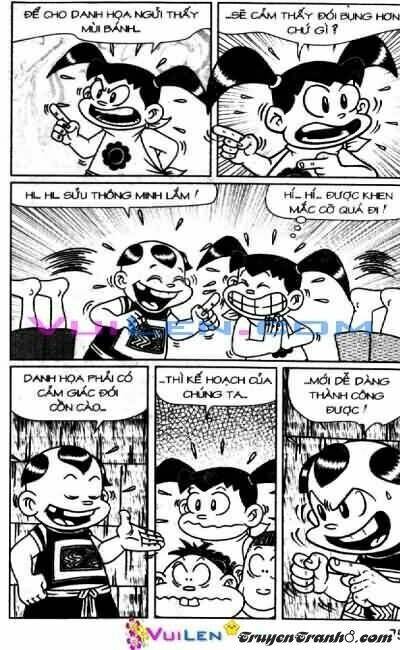 ĐỂ CHO DANH HỌA NGỬI THẤY
MÙI BÁNH...
...SẼ CẢM THẤY ĐÓI BỤNG HƠN
CHỨ GÌ?
HI... HI... SỬU THÔNG MINH LẮM!
HÍ... HÍ... ĐƯỢC KHEN
MẮC CỠ QUÁ ĐI!
VUILEN.COM
DANH HỌA PHẢI CÓ
CẢM GIÁC ĐÓI
CỒN CÀO...
...THÌ KẾ HOẠCH CỦA
CHÚNG TA...
...MỚI DỄ DÀNG
THÀNH CÔNG
ĐƯỢC!
VUILEN
TruyenTranh8.com